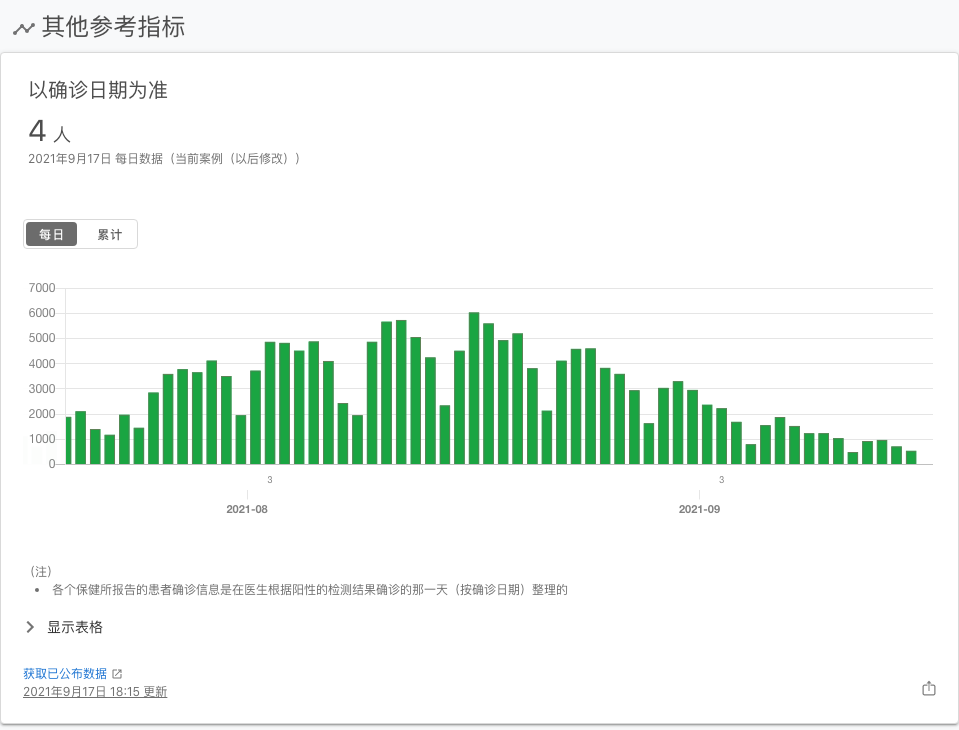 其他参考指标
以确诊日期为准
4 人
2021年9月17日 每日数据（当前案例（以后修改））
每日 累计
7000
6000
5000
4000
3000
2000
1000
0
3 3
2021-08 2021-09
(注)
• 各个保健所报告的患者确诊信息是在医生根据阳性的检测结果确诊的那一天（按确诊日期）整理的
显示表格
获取已公布数据
2021年9月17日 18:15 更新